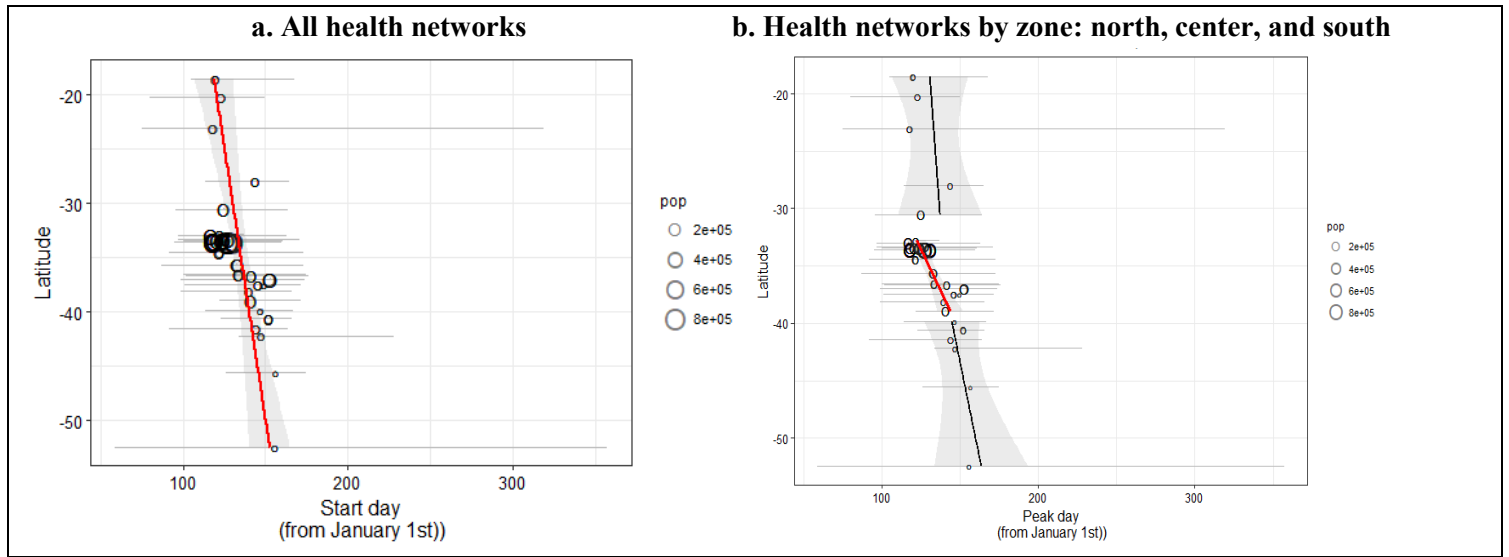 a. All health networks
b. Health networks by zone: north, center, and south
-20
-30
-40
-50
Latitude
100
200
300
Start day
(from January 1st))
pop
2e+05
4e+05
6e+05
8e+05
-20
-30
-40
-50
Latitude
100
200
300
Peak day
(from January 1st))
pop
2e+05
4e+05
6e+05
8e+05